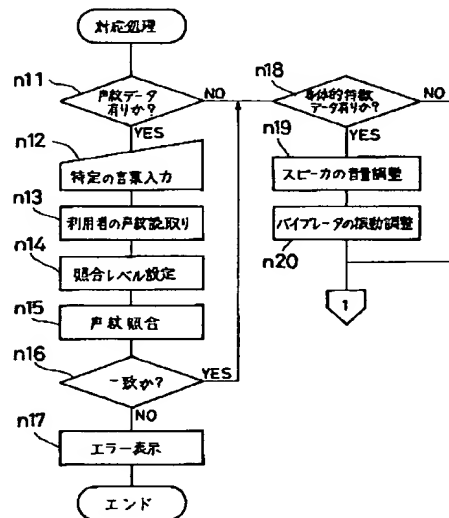 対応処理
n11
声紋データ
有りか?
NO
YES
n12
特定の言葉入力
n13
利用者の声紋読取り
n14
照合レベル設定
n15
声紋照合
n16
一致か?
YES
NO
n17
エラー表示
エンド
n18
身体的特徴
データ有りか?
NO
YES
n19
スピーカの音量調整
バイブレータの振動調整
n20
1